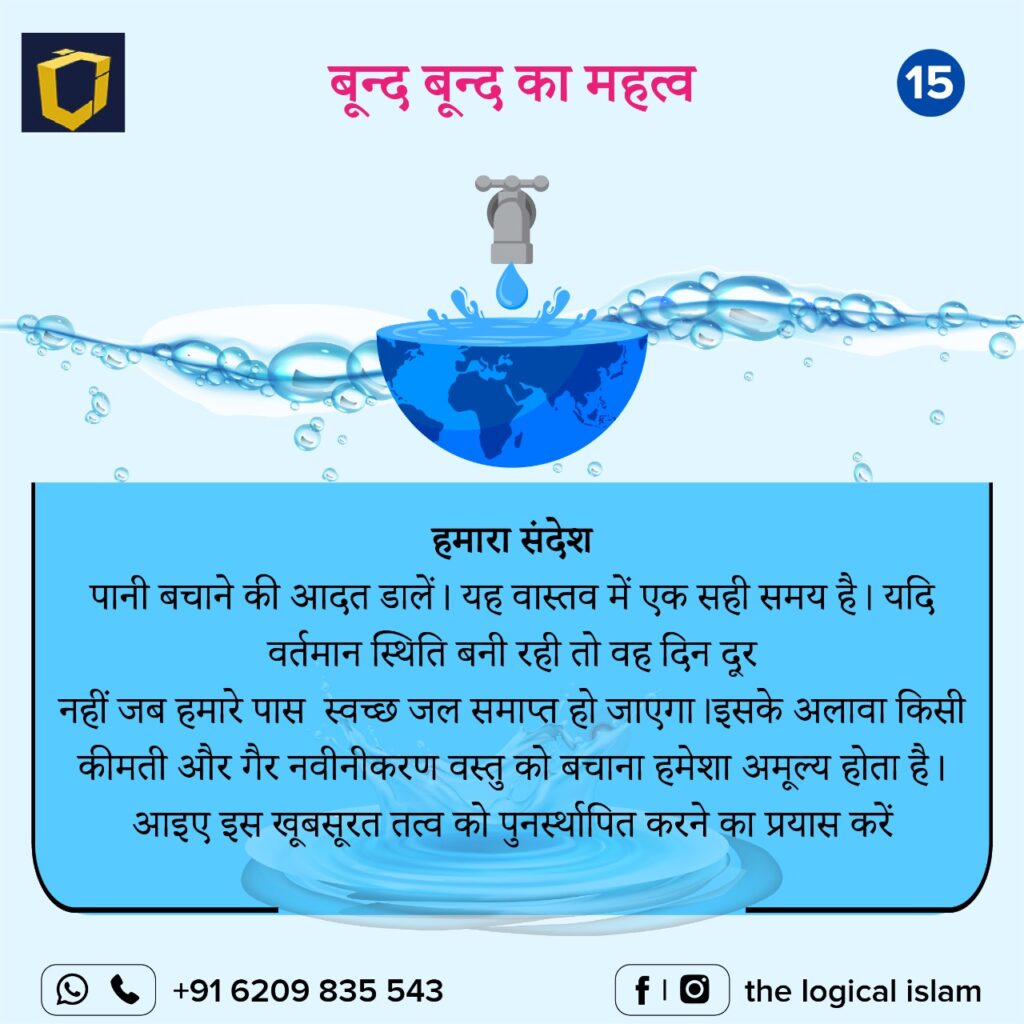 बून्द बून्द का महत्व
15
हमारा संदेश
पानी बचाने की आदत डालें। यह वास्तव में एक सही समय है। यदि
वर्तमान स्थिति बनी रही तो वह दिन दूर
नहीं जब हमारे पास स्वच्छ जल समाप्त हो जाएगा।इसके अलावा किसी
कीमती और गैर नवीनीकरण वस्तु को बचाना हमेशा अमूल्य होता है।
आइए इस खूबसूरत तत्व को पुनर्स्थापित करने का प्रयास करें
+91 6209 835 543
the logical islam